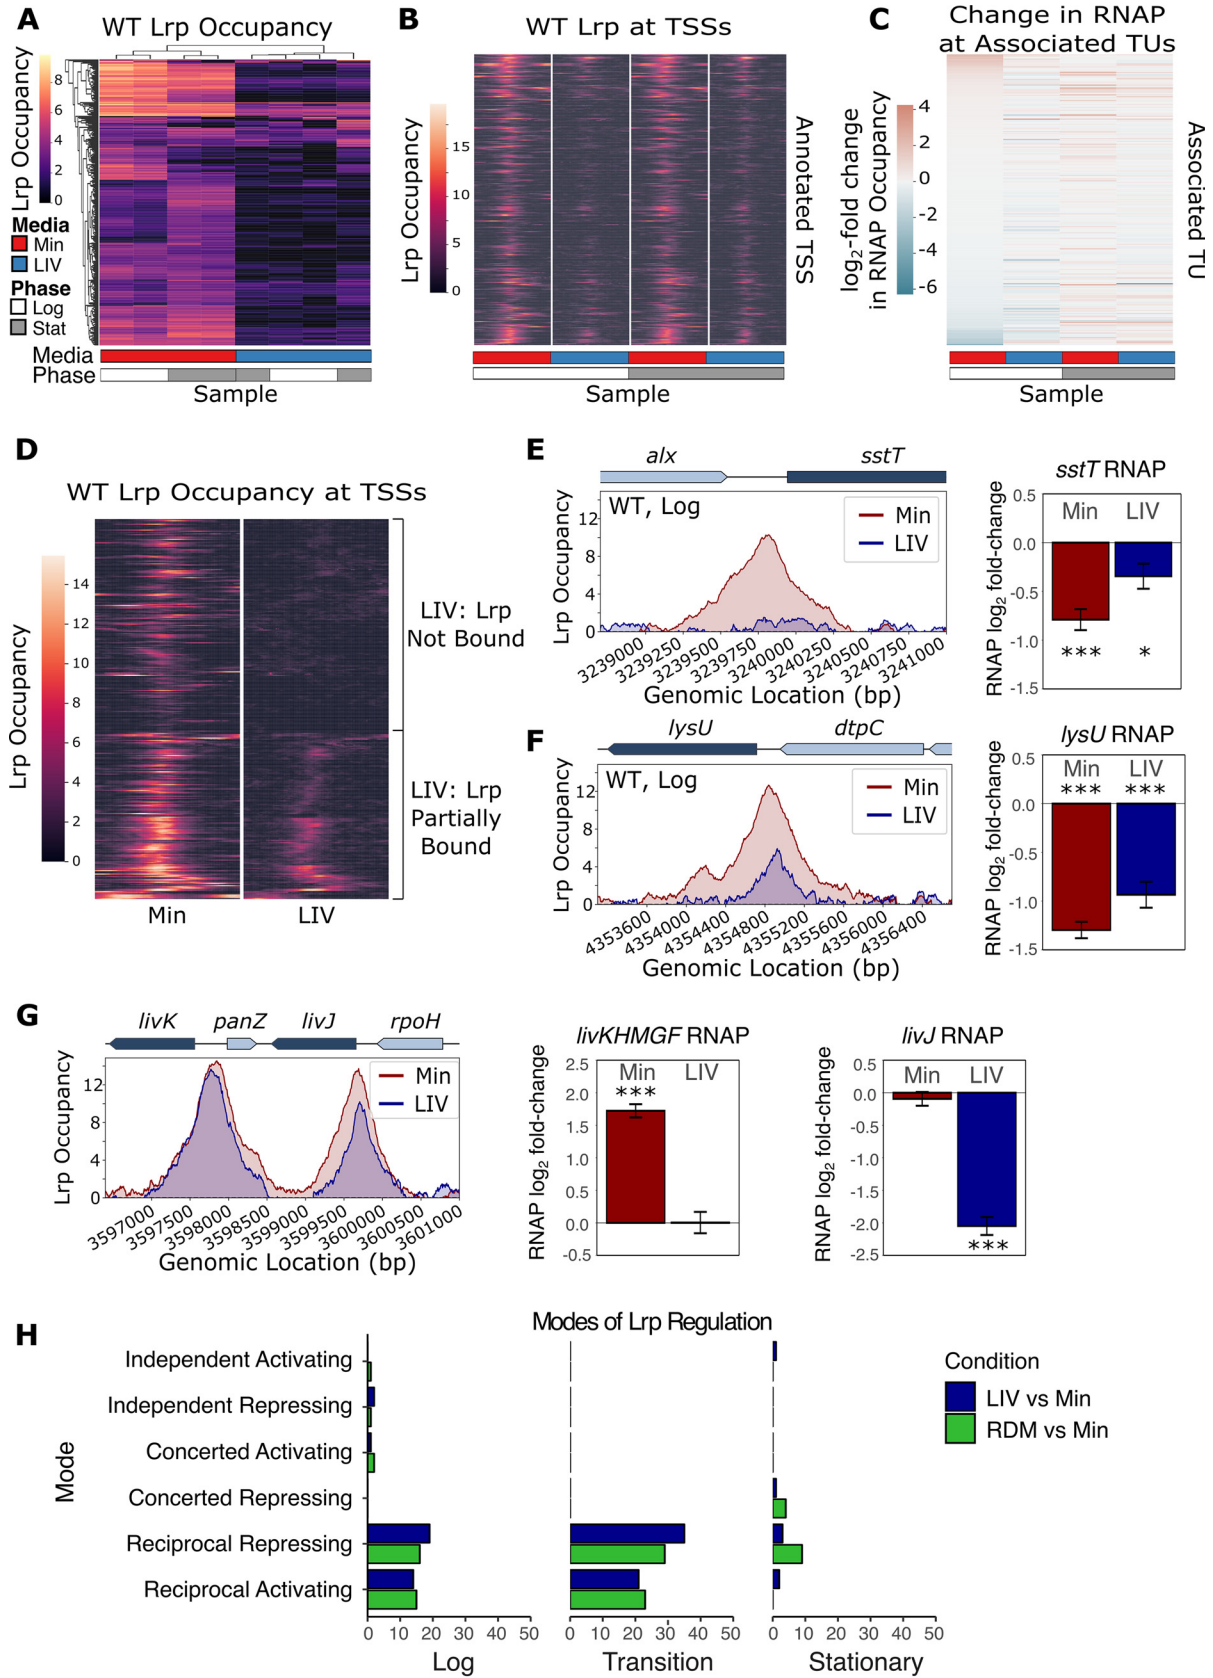 A
WT Lrp Occupancy
Lrp Occupancy
8
6
4
2
0
Media
Min
LIV
Phase
Log
Stat
Media
Phase
Sample
B
WT Lrp at TSSs
Lrp Occupancy
15
10
5
0
Annotated TSS
Sample
C
Change in RNAP
at Associated TUs
log2-fold change
in RNAP Occupancy
4
2
0
-2
-4
-6
Associated TU
Sample
D
WT Lrp Occupancy at TSSs
Lrp Occupancy
14
12
10
8
6
4
2
0
LIV: Lrp
Not Bound
LIV: Lrp
Partially
Bound
Min
LIV
E
alx
sstT
WT, Log
Min
LIV
Lrp Occupancy
12
8
4
0
3239000
3239250
3239500
3239750
3240000
3240250
3240500
3240750
3241000
Genomic Location (bp)
sstT RNAP
Min
LIV
RNAP log2 fold-change
0.5
0.0
-0.5
-1.0
-1.5
***
*
F
lysU
dtpC
WT, Log
Min
LIV
Lrp Occupancy
12
8
4
0
4353600
4354000
4354400
4354800
4355200
4355600
4356000
4356400
Genomic Location (bp)
lysU RNAP
Min
LIV
***
***
RNAP log2 fold-change
0.5
0.0
-0.5
-1.0
-1.5
G
livK
panZ
livJ
rpoH
Min
LIV
Lrp Occupancy
12
8
4
0
3597000
3597500
3598000
3598500
3599000
3599500
3600000
3600500
3601000
Genomic Location (bp)
livKHMGF RNAP
Min
LIV
***
RNAP log2 fold-change
2.5
2.0
1.5
1.0
0.5
0.0
-0.5
livJ RNAP
Min
LIV
RNAP log2 fold-change
0.5
0.0
-0.5
-1.0
-1.5
-2.0
-2.5
***
H
Modes of Lrp Regulation
Mode
Independent Activating
Independent Repressing
Concerted Activating
Concerted Repressing
Reciprocal Repressing
Reciprocal Activating
0 10 20 30 40 50
0 10 20 30 40 50
0 10 20 30 40 50
Log
Transition
Stationary
Condition
LIV vs Min
RDM vs Min